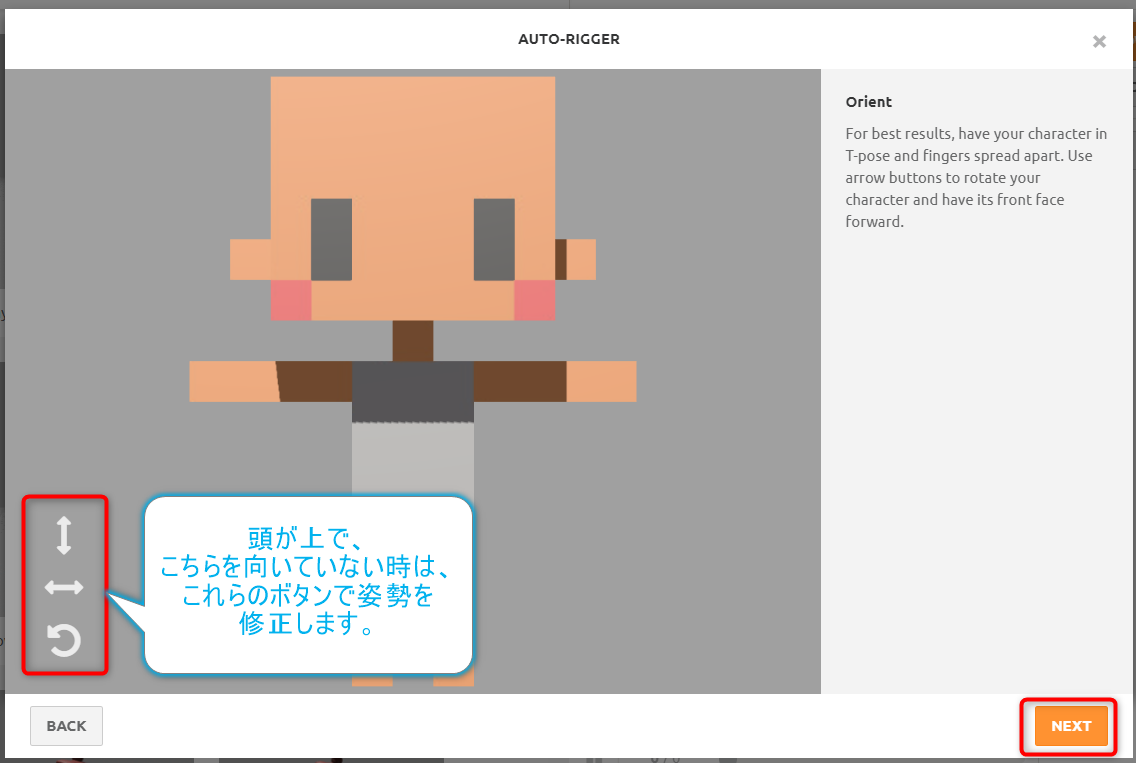 AUTO-RIGGER
Orient
For best results, have your character in
T-pose and fingers spread apart. Use
arrow buttons to rotate your
character and have its front face
forward.
頭が上で、
こちらを向いていない時は、
これらのボタンで姿勢を
修正します。
BACK
NEXT